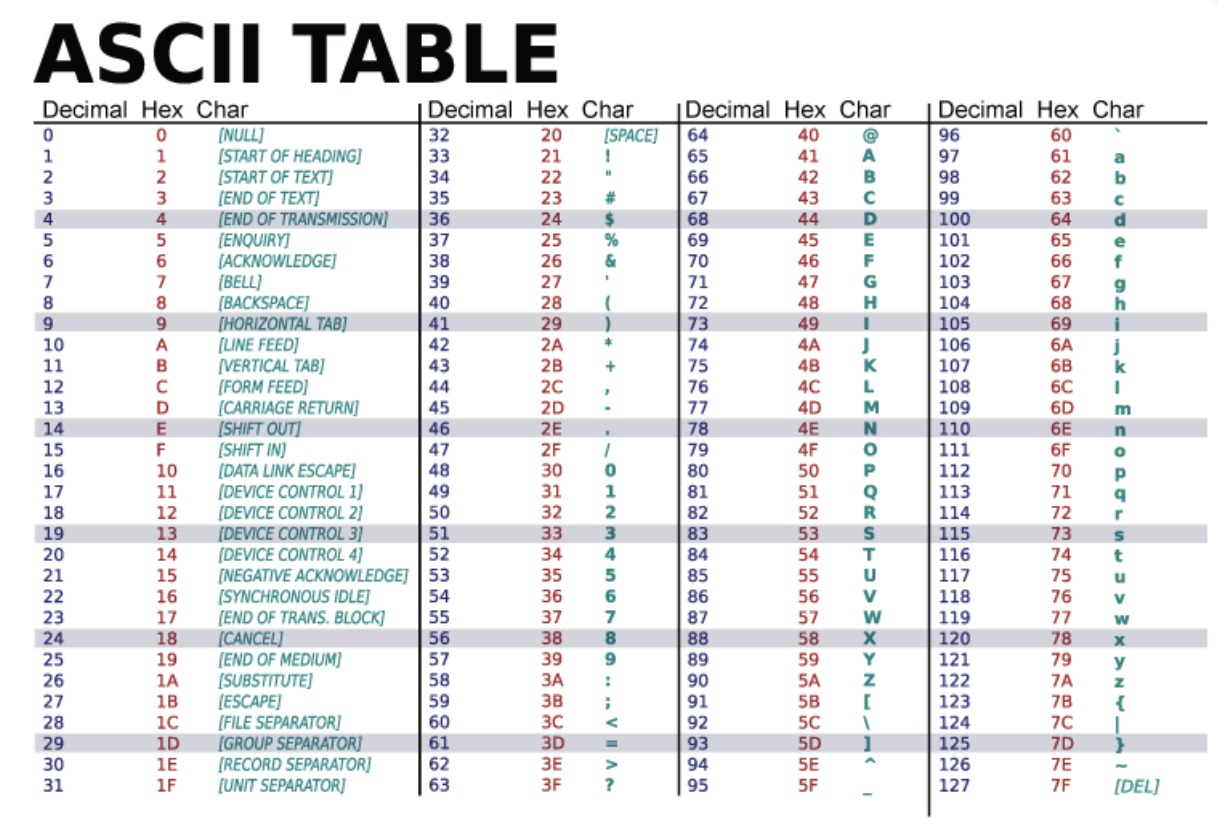 ASCII TABLE
Decimal Hex Char Decimal Hex Char Decimal Hex Char Decimal Hex Char
0 0 [NULL] 32 20 [SPACE] 64 40 @ 96 60 `
1 1 [START OF HEADING] 33 21 ! 65 41 A 97 61 a
2 2 [START OF TEXT] 34 22 " 66 42 B 98 62 b
3 3 [END OF TEXT] 35 23 # 67 43 C 99 63 c
4 4 [END OF TRANSMISSION] 36 24 $ 68 44 D 100 64 d
5 5 [ENQUIRY] 37 25 % 69 45 E 101 65 e
6 6 [ACKNOWLEDGE] 38 26 & 70 46 F 102 66 f
7 7 [BELL] 39 27 ' 71 47 G 103 67 g
8 8 [BACKSPACE] 40 28 ( 72 48 H 104 68 h
9 9 [HORIZONTAL TAB] 41 29 ) 73 49 I 105 69 i
10 A [LINE FEED] 42 2A * 74 4A J 106 6A j
11 B [VERTICAL TAB] 43 2B + 75 4B K 107 6B k
12 C [FORM FEED] 44 2C , 76 4C L 108 6C l
13 D [CARRIAGE RETURN] 45 2D - 77 4D M 109 6D m
14 E [SHIFT OUT] 46 2E . 78 4E N 110 6E n
15 F [SHIFT IN] 47 2F / 79 4F O 111 6F o
16 10 [DATA LINK ESCAPE] 48 30 0 80 50 P 112 70 p
17 11 [DEVICE CONTROL 1] 49 31 1 81 51 Q 113 71 q
18 12 [DEVICE CONTROL 2] 50 32 2 82 52 R 114 72 r
19 13 [DEVICE CONTROL 3] 51 33 3 83 53 S 115 73 s
20 14 [DEVICE CONTROL 4] 52 34 4 84 54 T 116 74 t
21 15 [NEGATIVE ACKNOWLEDGE] 53 35 5 85 55 U 117 75 u
22 16 [SYNCHRONOUS IDLE] 54 36 6 86 56 V 118 76 v
23 17 [END OF TRANS. BLOCK] 55 37 7 87 57 W 119 77 w
24 18 [CANCEL] 56 38 8 88 58 X 120 78 x
25 19 [END OF MEDIUM] 57 39 9 89 59 Y 121 79 y
26 1A [SUBSTITUTE] 58 3A : 90 5A Z 122 7A z
27 1B [ESCAPE] 59 3B ; 91 5B [ 123 7B {
28 1C [FILE SEPARATOR] 60 3C < 92 5C \ 124 7C |
29 1D [GROUP SEPARATOR] 61 3D = 93 5D ] 125 7D }
30 1E [RECORD SEPARATOR] 62 3E > 94 5E ^ 126 7E ~
31 1F [UNIT SEPARATOR] 63 3F ? 95 5F _ 127 7F [DEL]